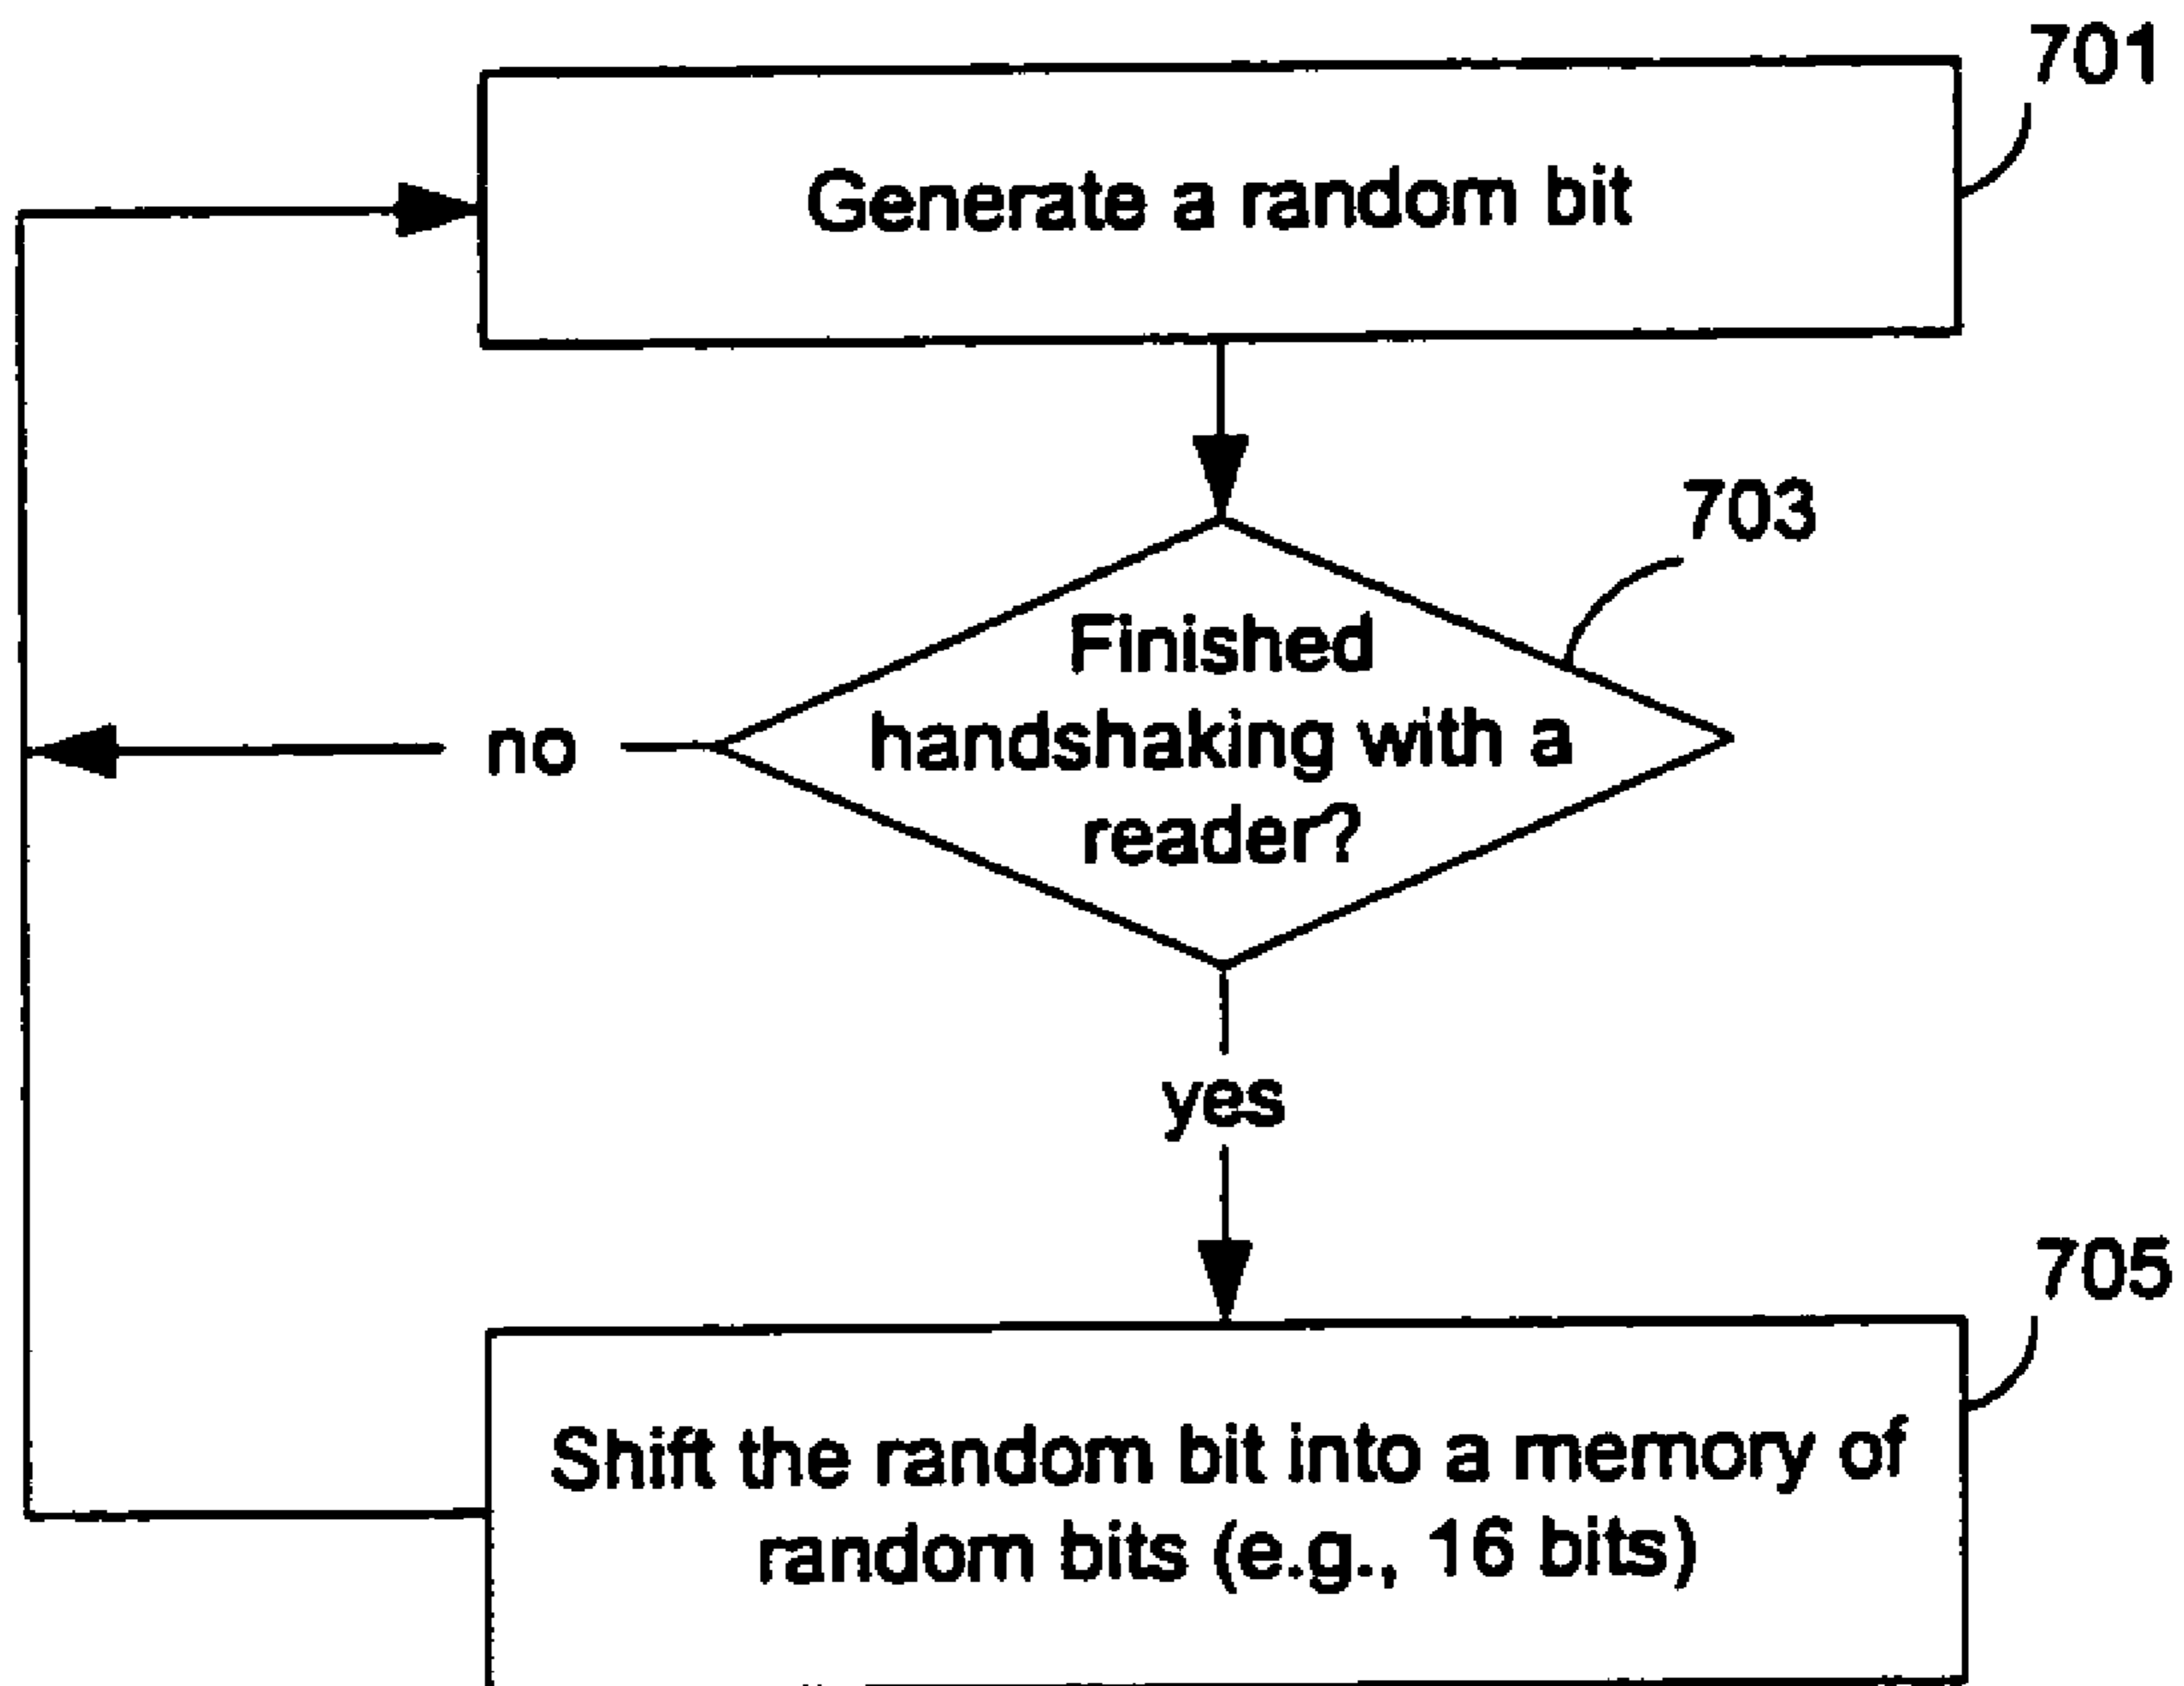 701
Generate a random bit
703
Finished
handshaking with a
reader?
no
yes
705
Shift the random bit into a memory of
random bits (e.g., 16 bits)